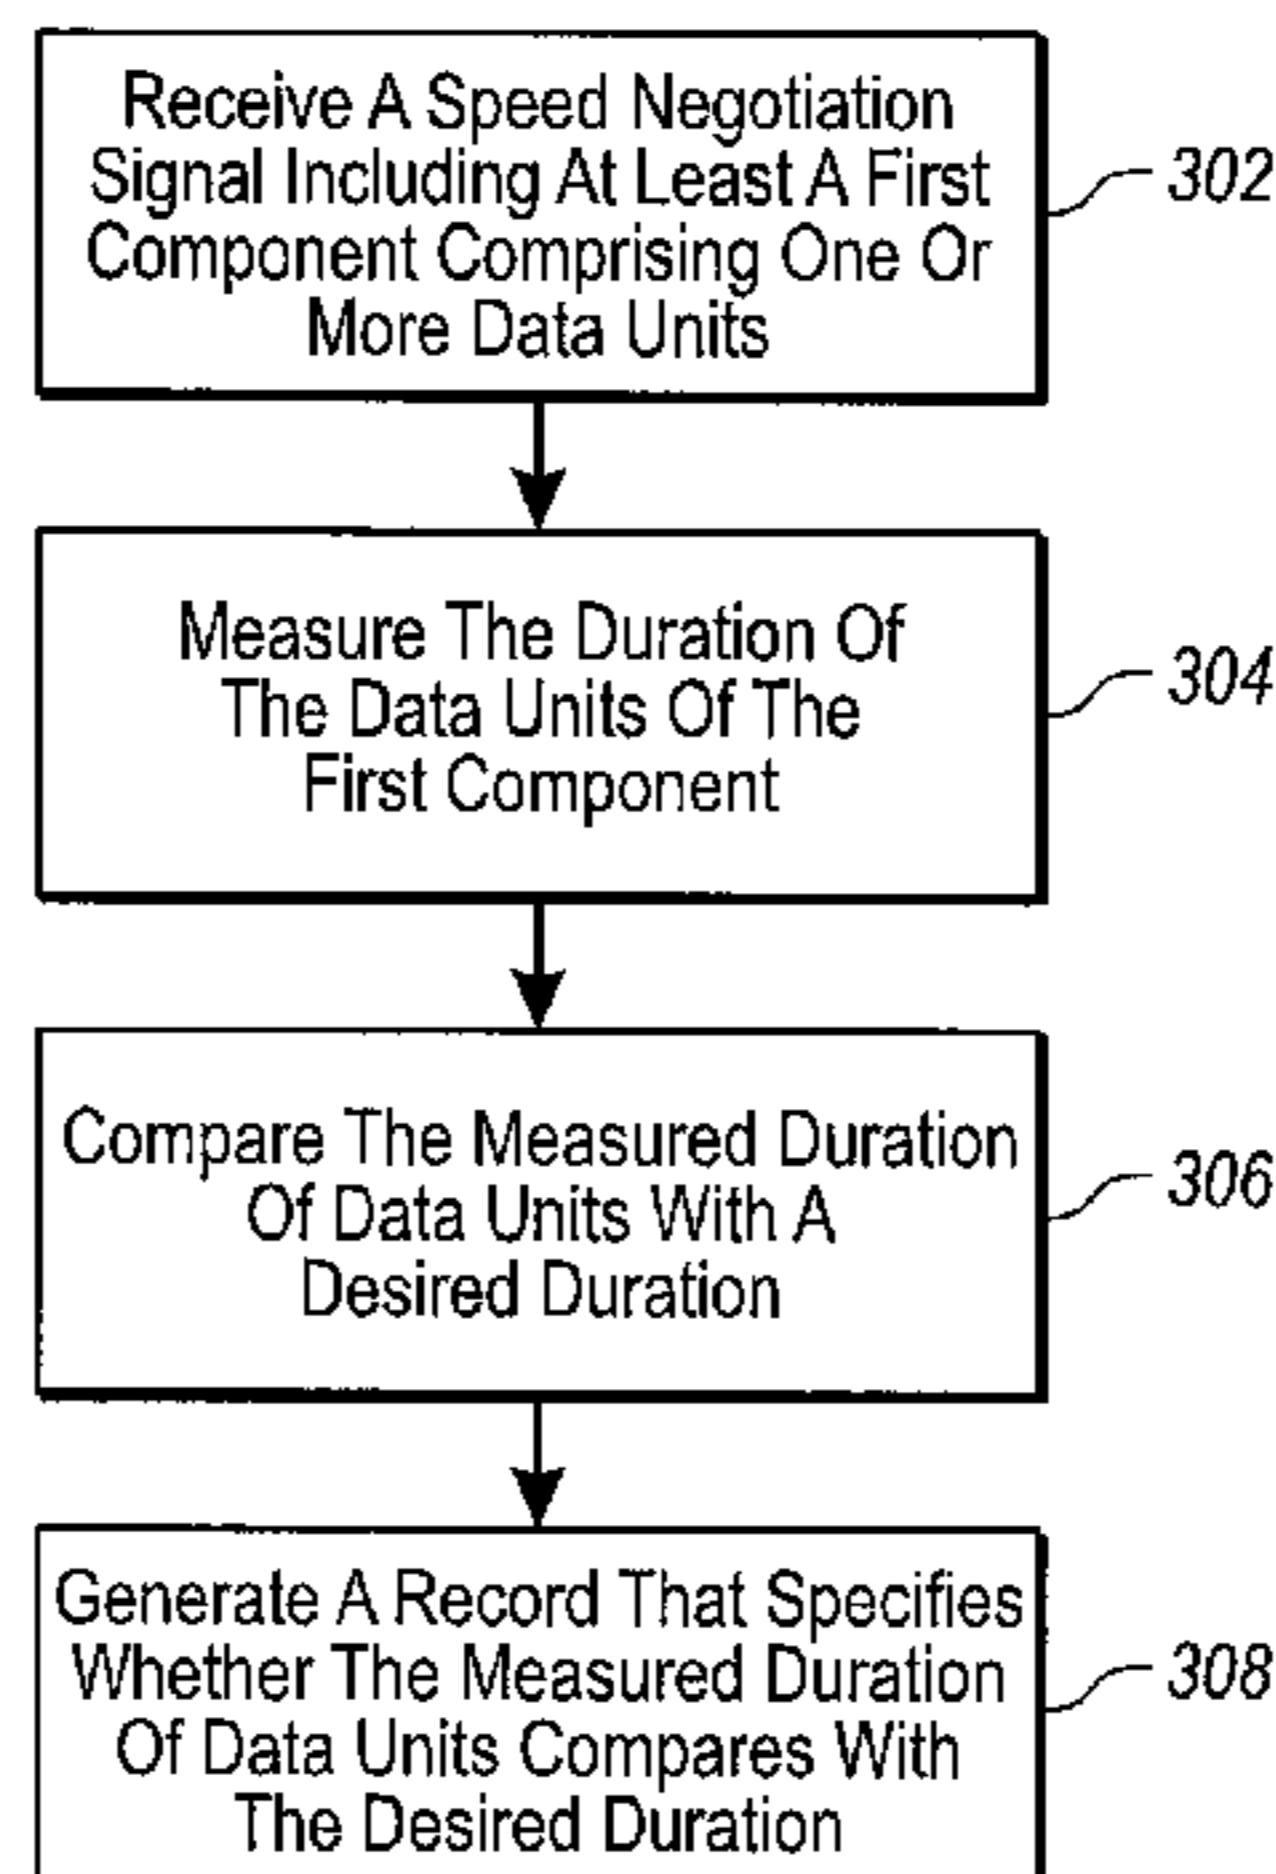 Receive A Speed Negotiation
Signal Including At Least A First
Component Comprising One Or
More Data Units
302
Measure The Duration Of
The Data Units Of The
First Component
304
Compare The Measured Duration
Of Data Units With A
Desired Duration
306
Generate A Record That Specifies
Whether The Measured Duration
Of Data Units Compares With
The Desired Duration
308